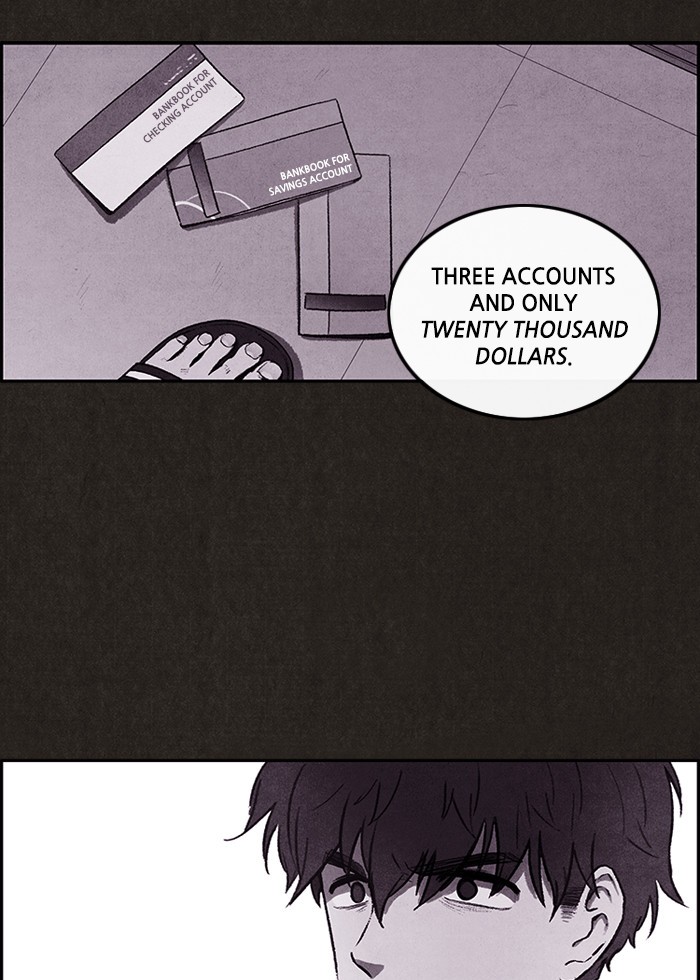 BANKBOOK FOR
CHECKING ACCOUNT
BANKBOOK FOR
SAVINGS ACCOUNT
THREE ACCOUNTS
AND ONLY
TWENTY THOUSAND
DOLLARS.